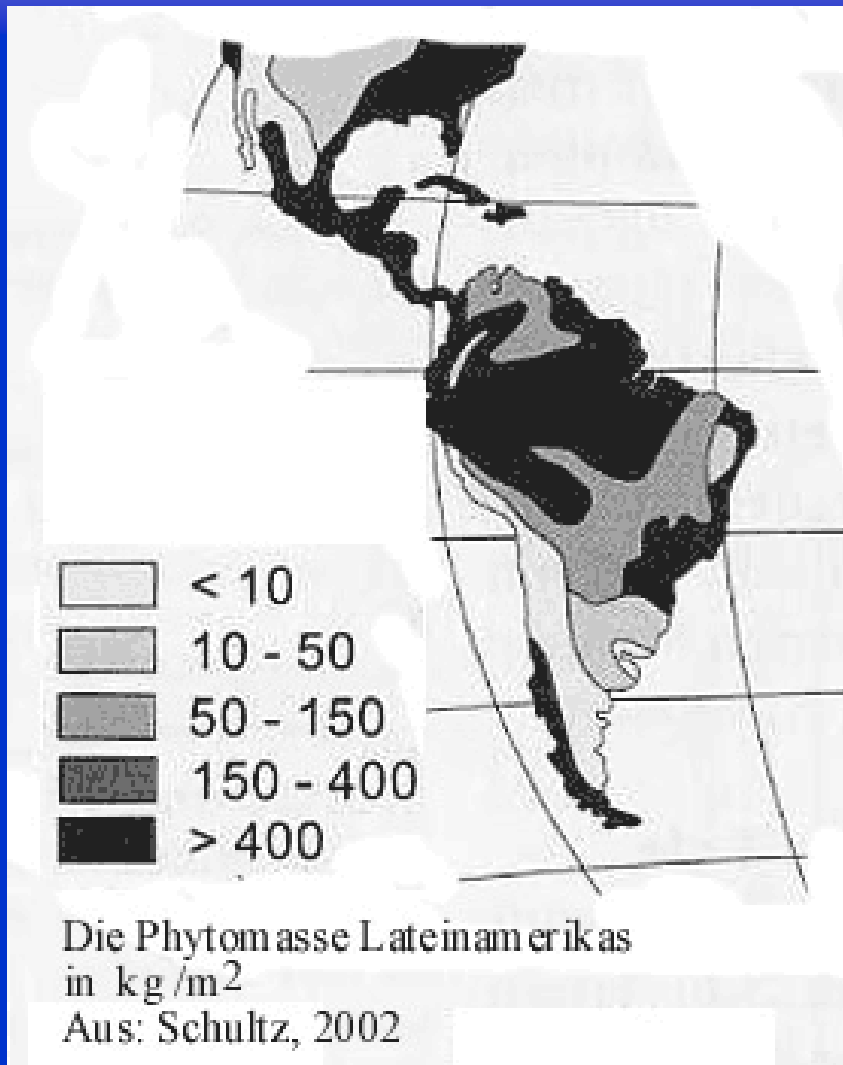 < 10
10 - 50
50 - 150
150 - 400
> 400
Die Phytomasse Lateinamerikas
in kg/m2
Aus: Schultz, 2002